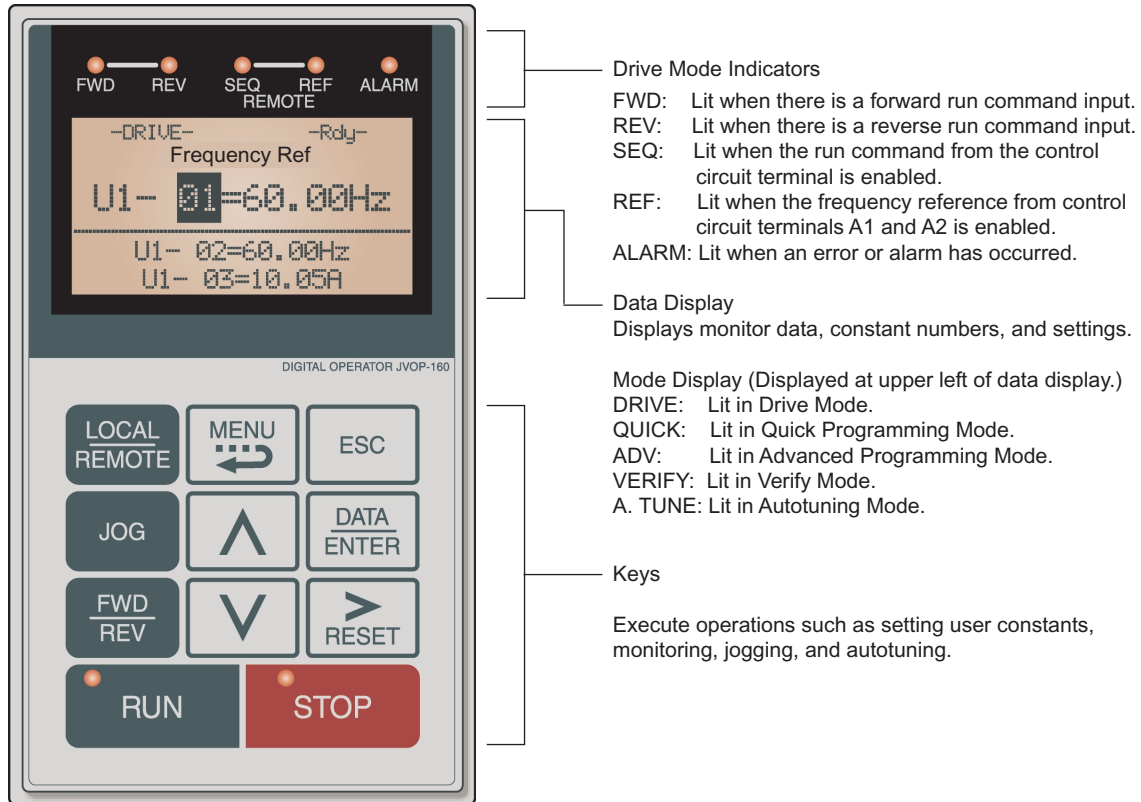 FWD REV SEQ REF ALARM
REMOTE
-DRIVE- -Rdy-
Frequency Ref
U1- 01=60.00Hz
U1- 02=60.00Hz
U1- 03=10.05A
DIGITAL OPERATOR JVOP-160
LOCAL
REMOTE
MENU
ESC
JOG
DATA
ENTER
FWD
REV
>
RESET
RUN
STOP
Drive Mode Indicators
FWD: Lit when there is a forward run command input.
REV: Lit when there is a reverse run command input.
SEQ: Lit when the run command from the control
circuit terminal is enabled.
REF: Lit when the frequency reference from control
circuit terminals A1 and A2 is enabled.
ALARM: Lit when an error or alarm has occurred.
Data Display
Displays monitor data, constant numbers, and settings.
Mode Display (Displayed at upper left of data display.)
DRIVE: Lit in Drive Mode.
QUICK: Lit in Quick Programming Mode.
ADV: Lit in Advanced Programming Mode.
VERIFY: Lit in Verify Mode.
A. TUNE: Lit in Autotuning Mode.
Keys
Execute operations such as setting user constants,
monitoring, jogging, and autotuning.